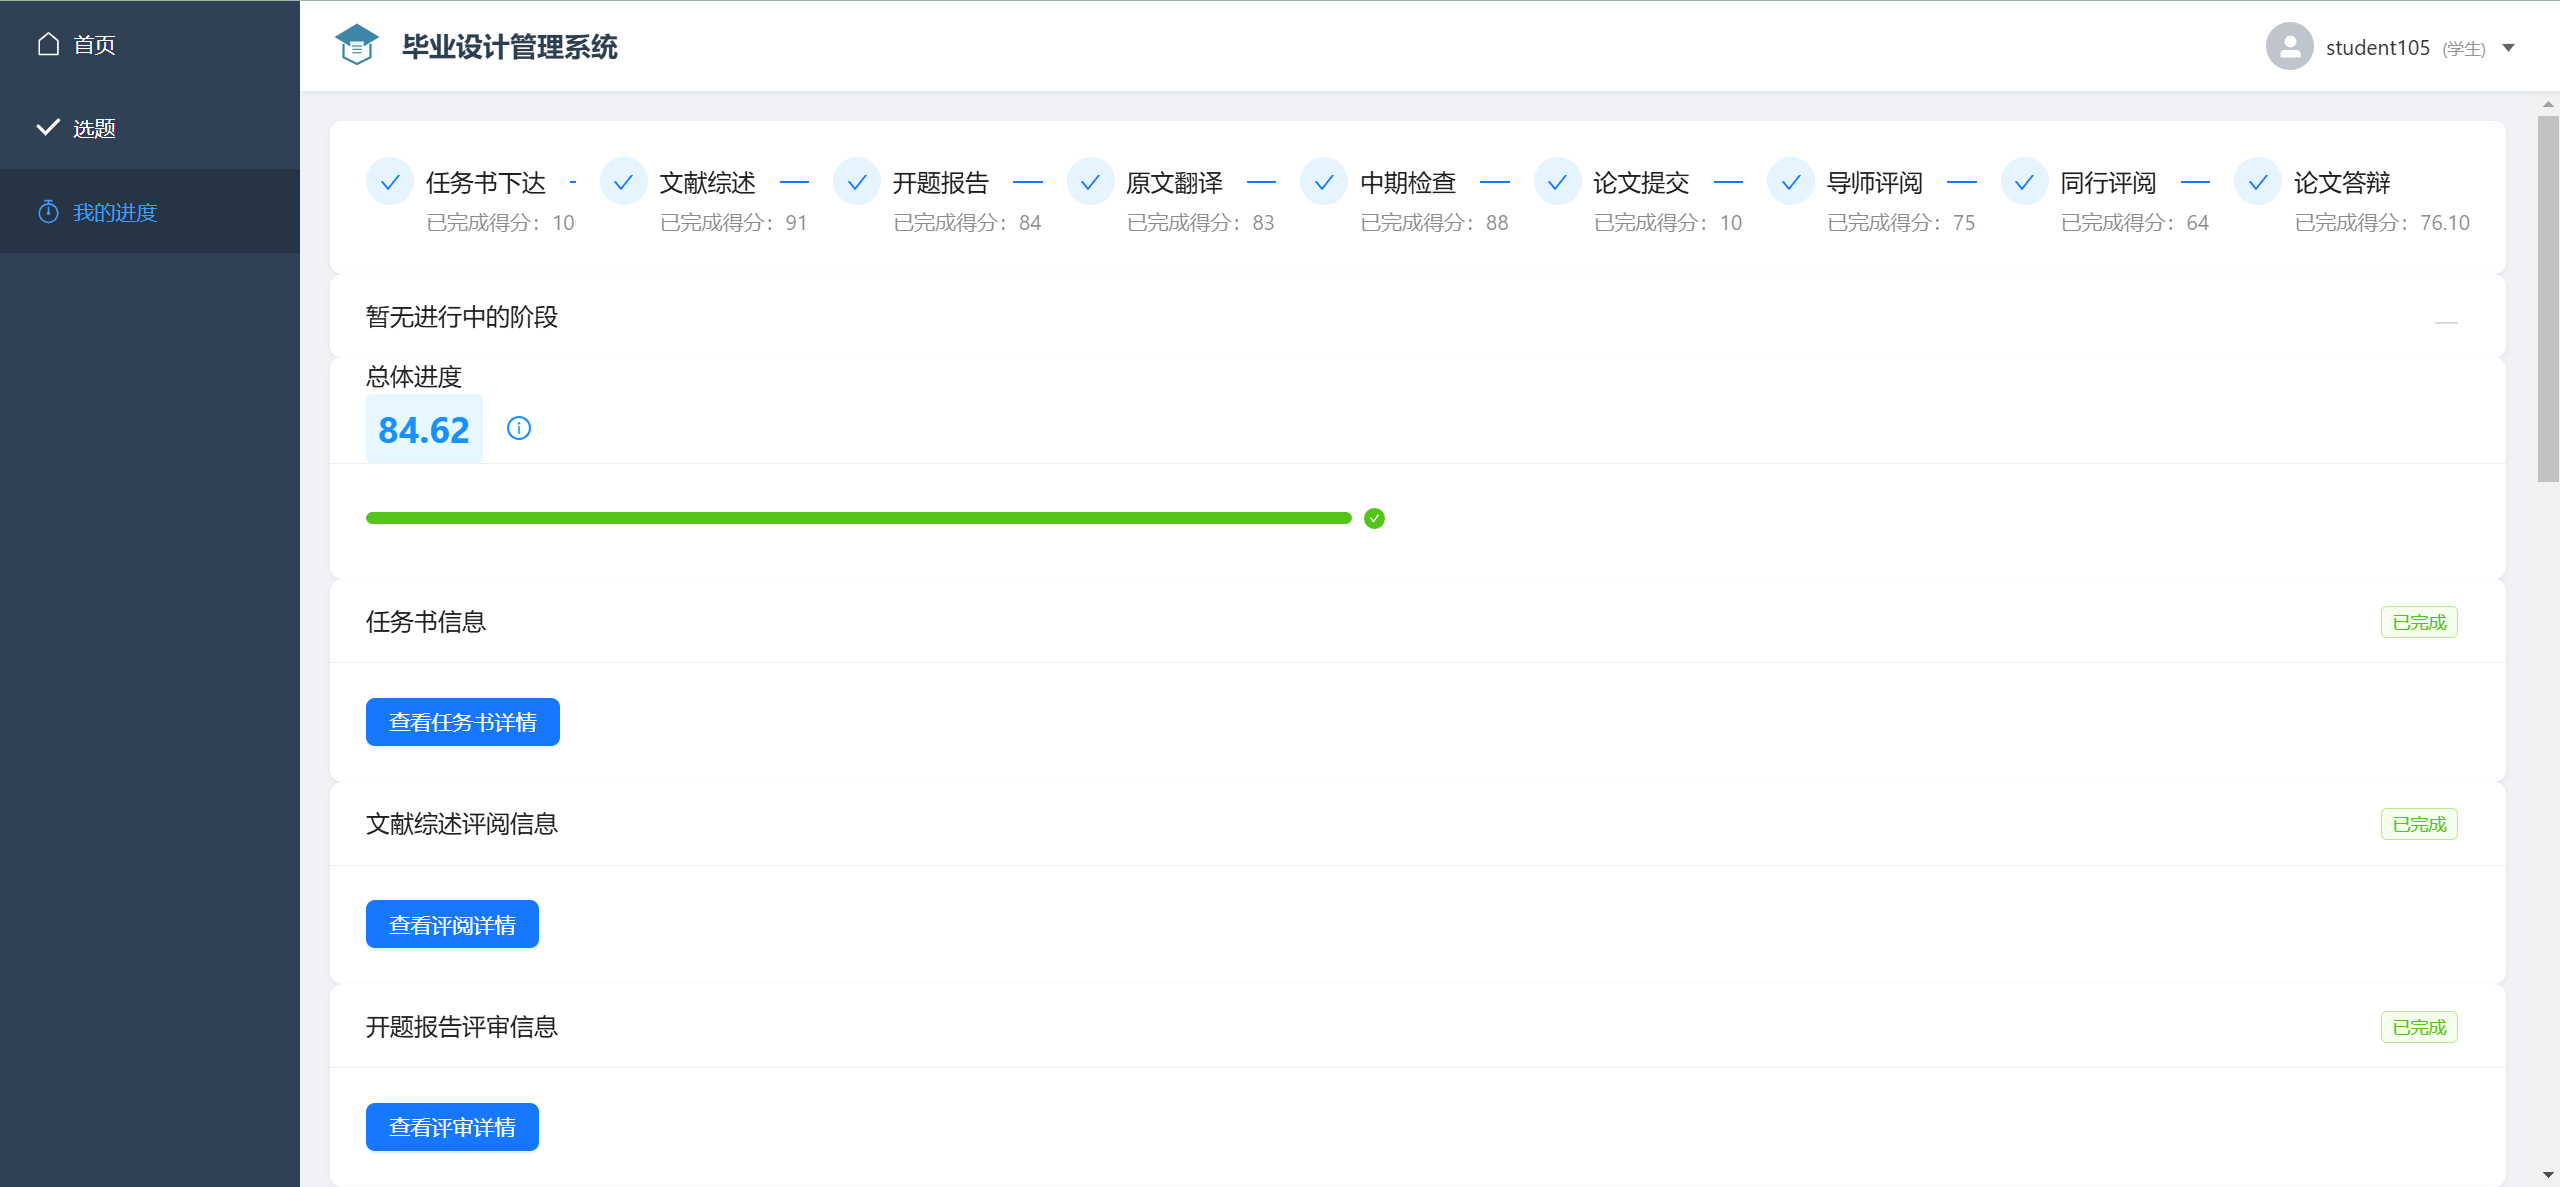 首页
选题
我的进度
毕业设计管理系统
student105 (学生)
任务书下达
已完成得分：10
文献综述
已完成得分：91
开题报告
已完成得分：84
原文翻译
已完成得分：83
中期检查
已完成得分：88
论文提交
已完成得分：10
导师评阅
已完成得分：75
同行评阅
已完成得分：64
论文答辩
已完成得分：76.10
暂无进行中的阶段
总体进度
84.62
任务书信息
已完成
查看任务书详情
文献综述评阅信息
已完成
查看评阅详情
开题报告评审信息
已完成
查看评审详情